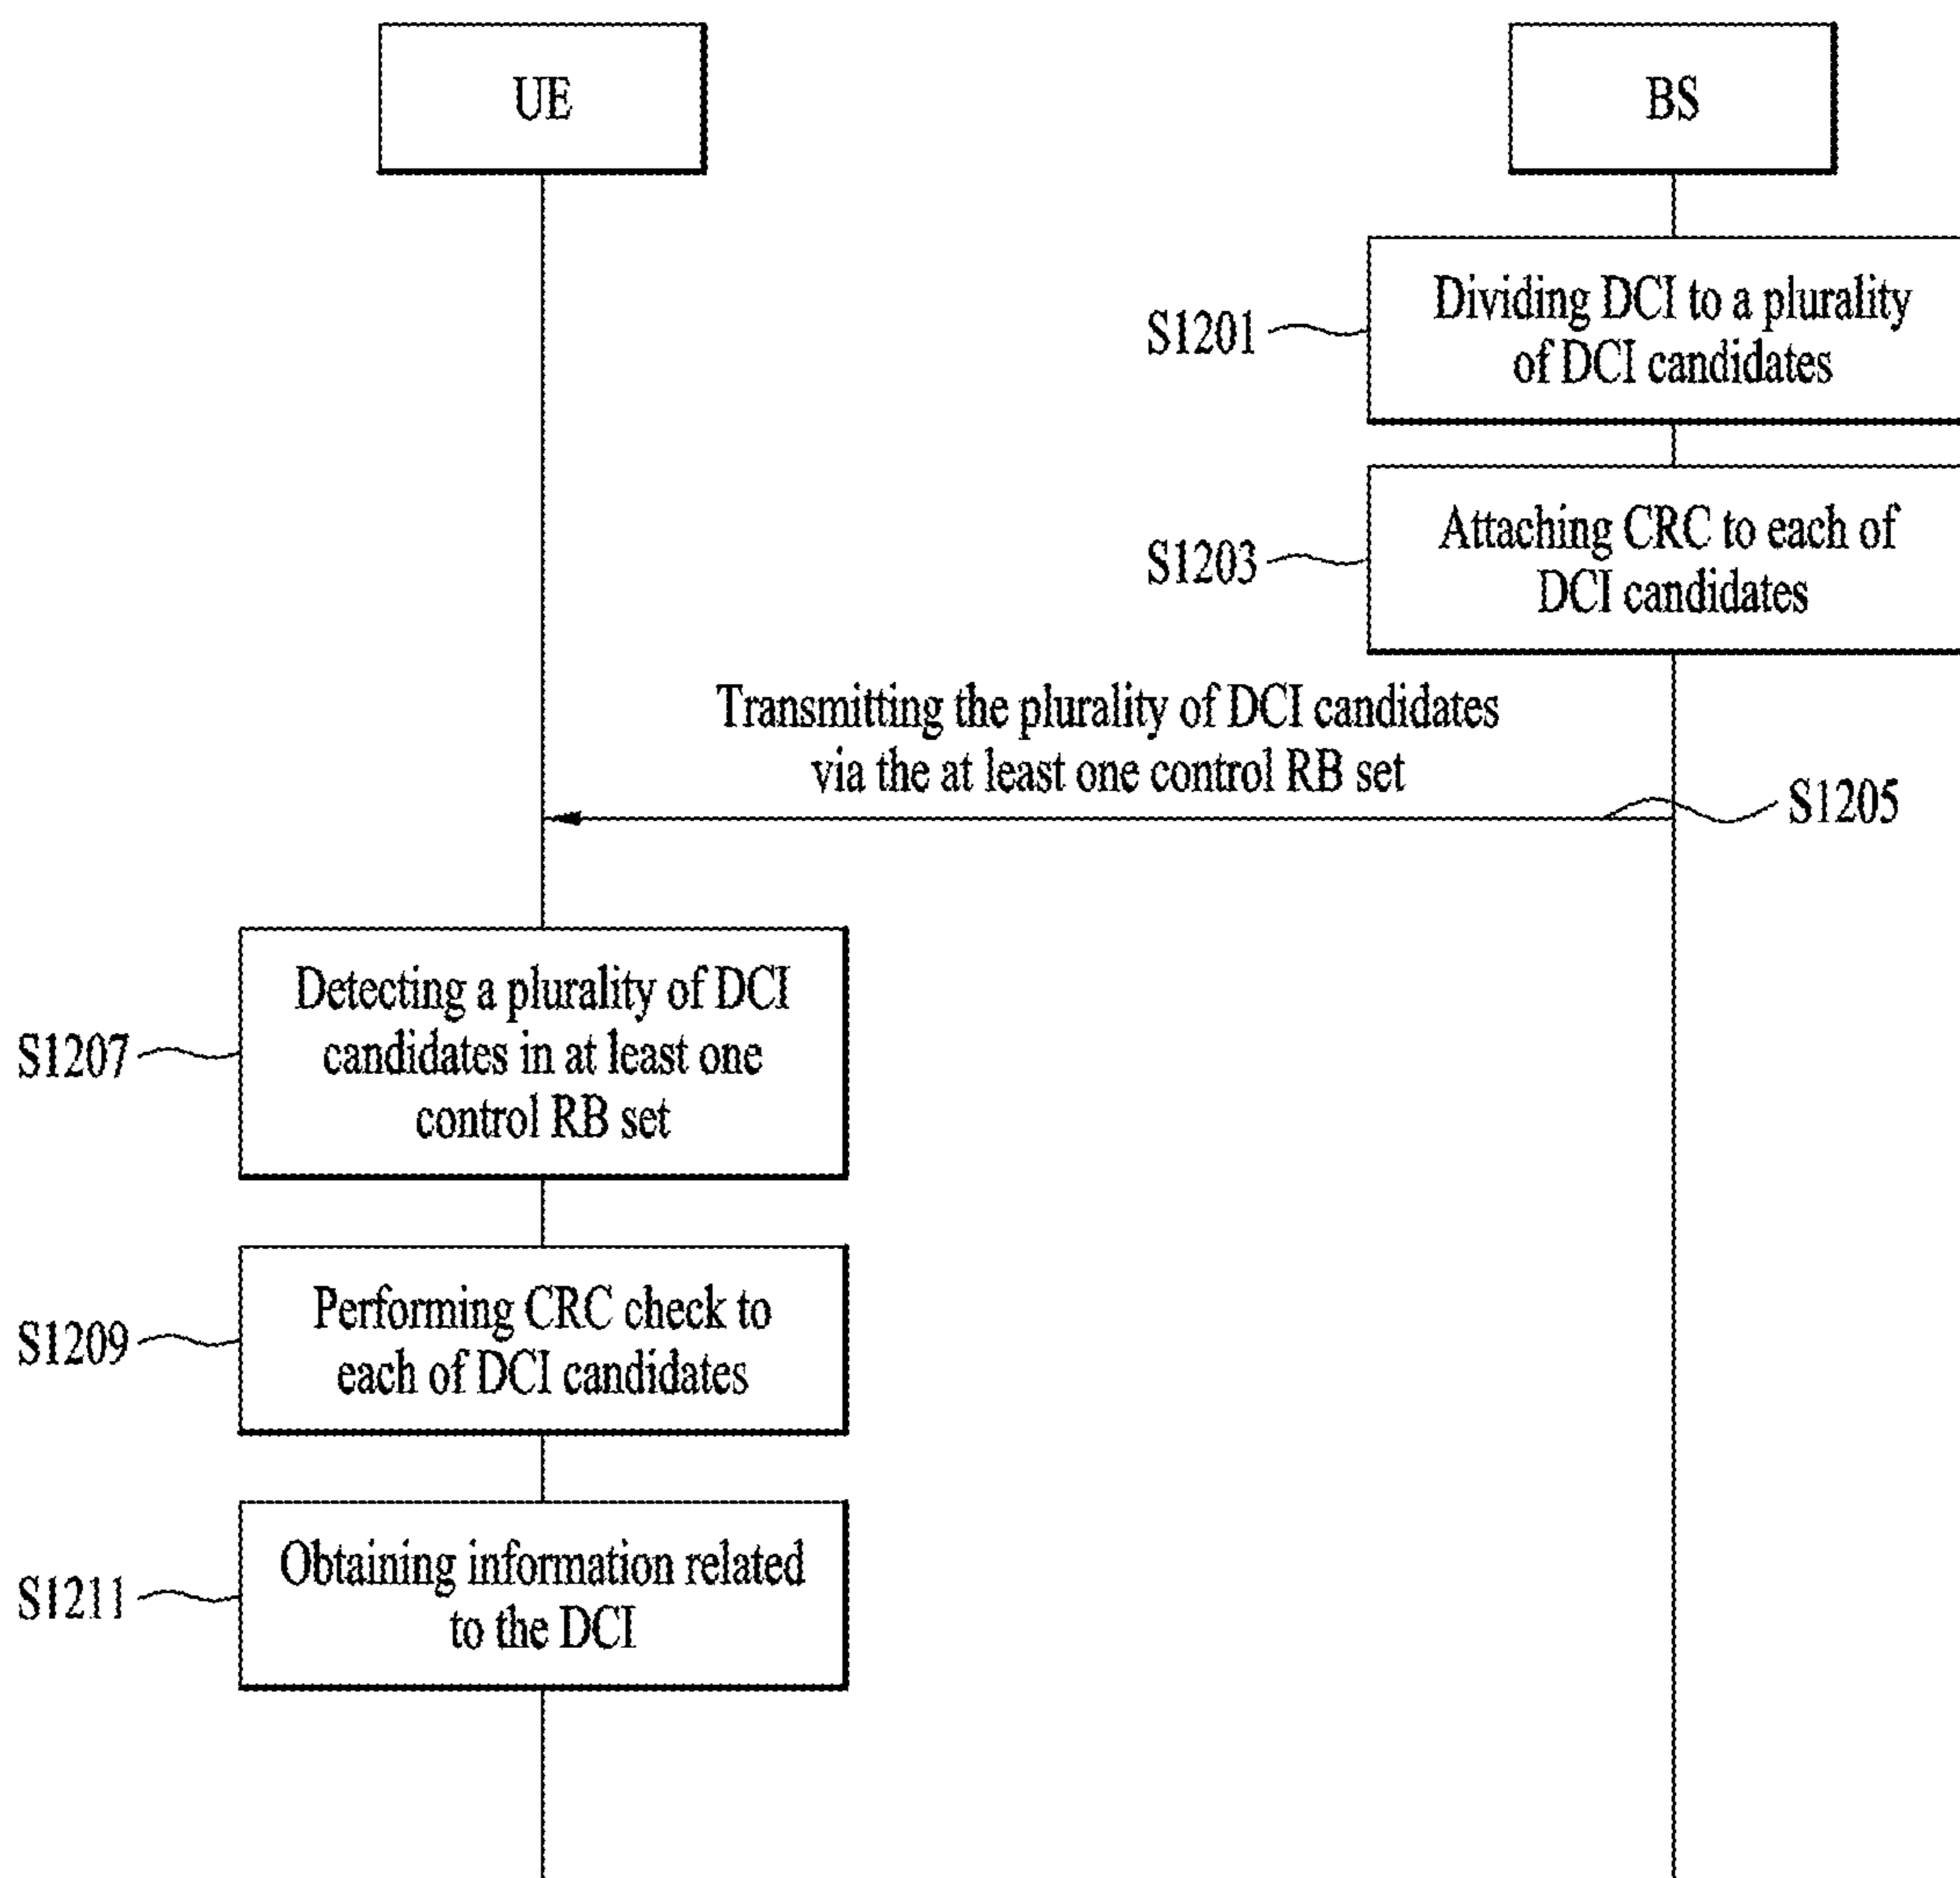 UE
BS
S1201
Dividing DCI to a plurality
of DCI candidates
S1203
Attaching CRC to each of
DCI candidates
Transmitting the plurality of DCI candidates
via the at least one control RB set
S1205
S1207
Detecting a plurality of DCI
candidates in at least one
control RB set
S1209
Performing CRC check to
each of DCI candidates
S1211
Obtaining information related
to the DCI